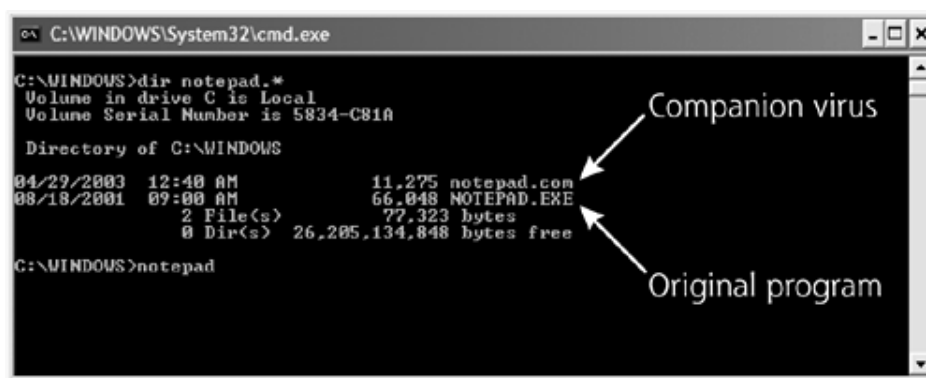 C:\WINDOWS\System32\cmd.exe
C:\WINDOWS>dir notepad.*
Volume in drive C is Local
Volume Serial Number is 5834-C81A
Directory of C:\WINDOWS
04/29/2003 12:40 AM 11,275 notepad.com
08/18/2001 09:00 AM 66,048 NOTEPAD.EXE
2 File(s) 77,323 bytes
0 Dir(s) 26,205,134,848 bytes free
C:\WINDOWS>notepad
Companion virus
Original program